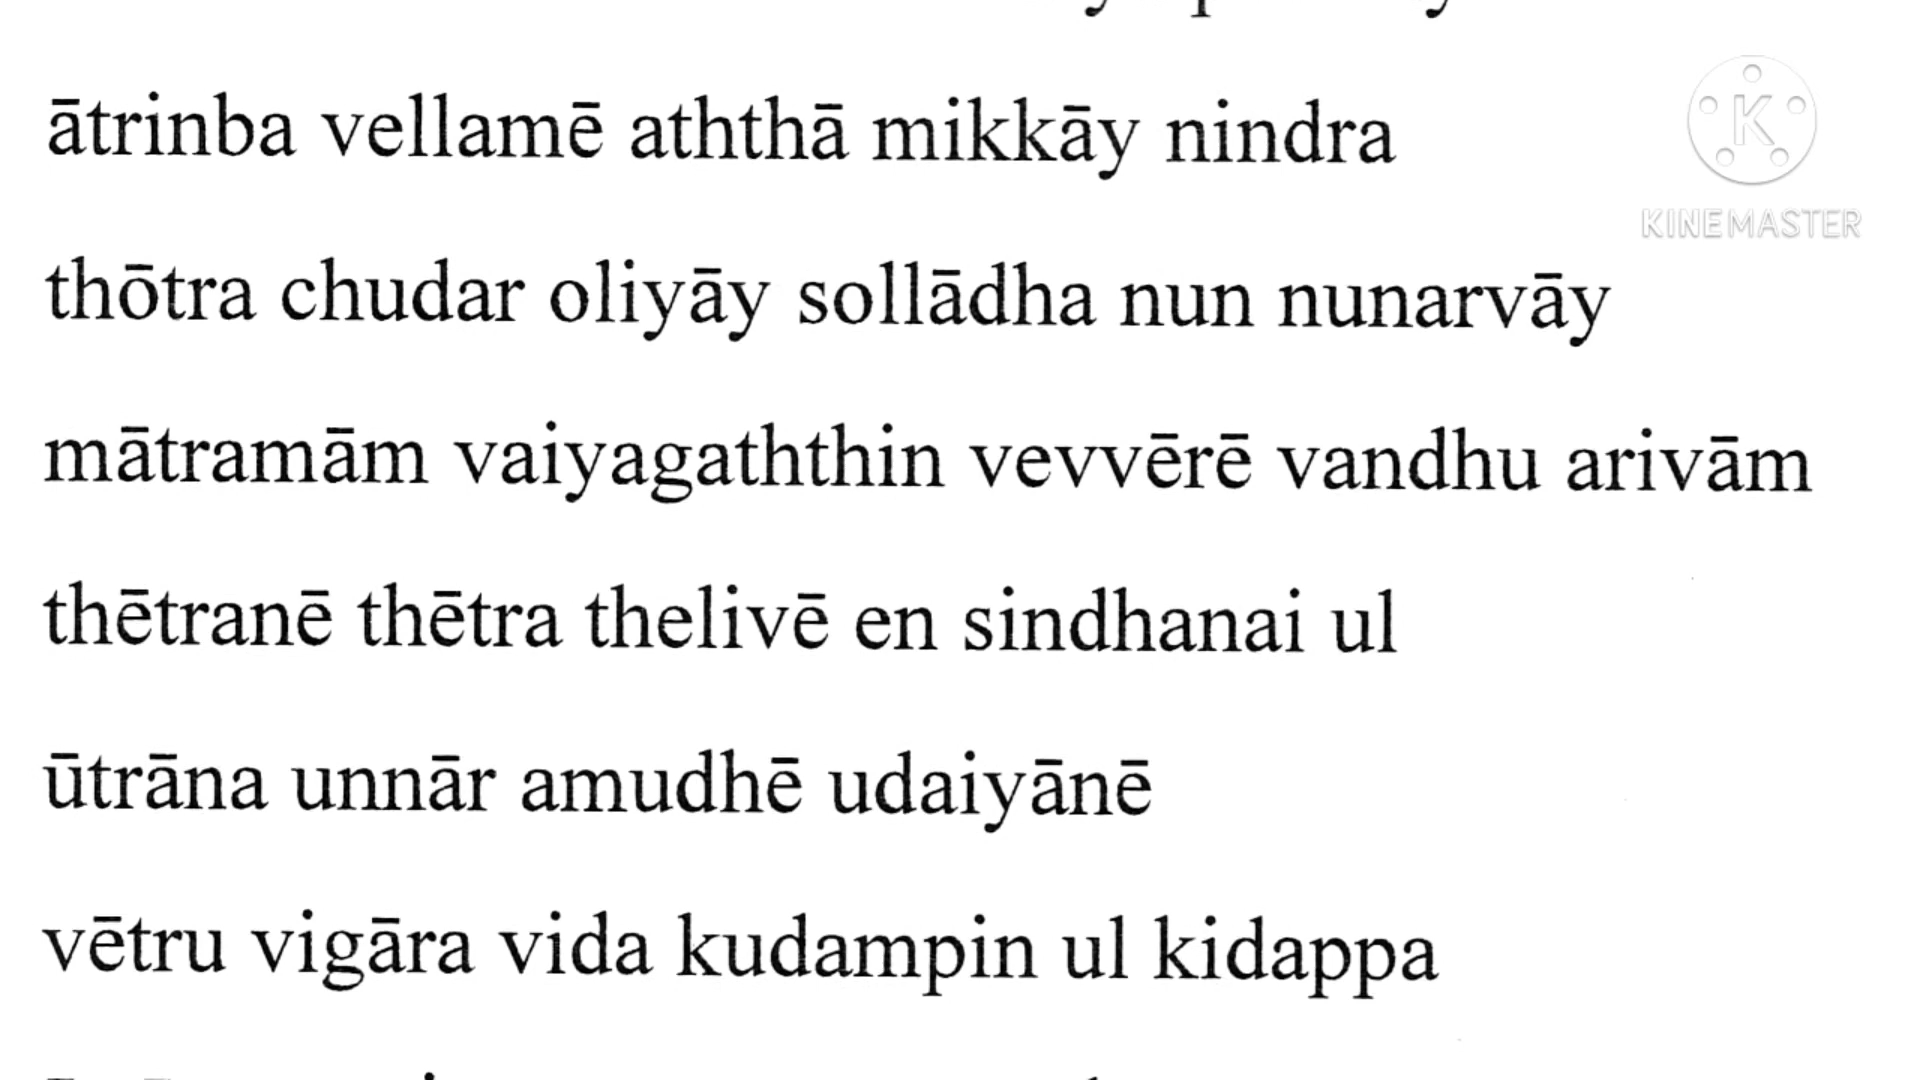 ātrinba vellamē aththā mikkāy nindra
KINEMASTER
thōtra chudar oliyāy sollādha nun nunarvāy
mātramām vaiyagaththin vevvērē vandhu arivām
thētranē thētra thelivē en sindhanai ul
ūtrāna unnār amudhē udaiyānē
vētru vigāra vida kudampin ul kidappa